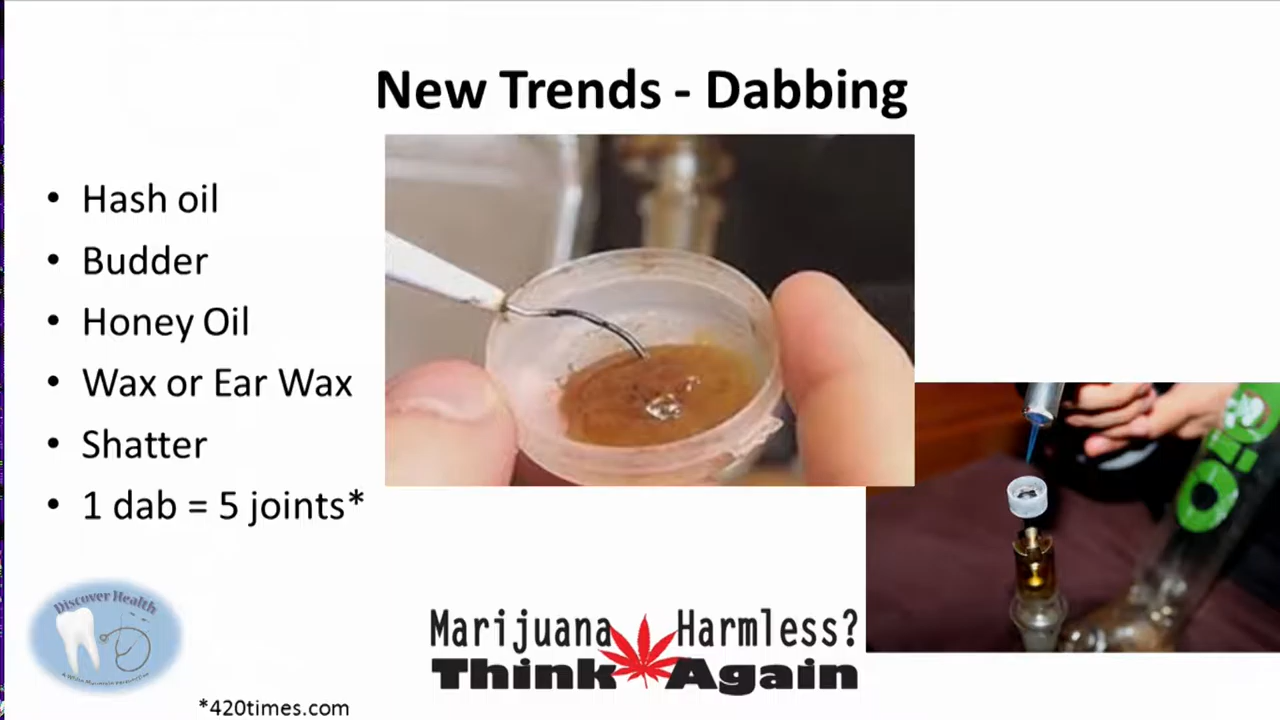 New Trends - Dabbing
• Hash oil
• Budder
• Honey Oil
• Wax or Ear Wax
• Shatter
• 1 dab = 5 joints*
Discover Health
Marijuana Harmless?
Think Again
*420times.com